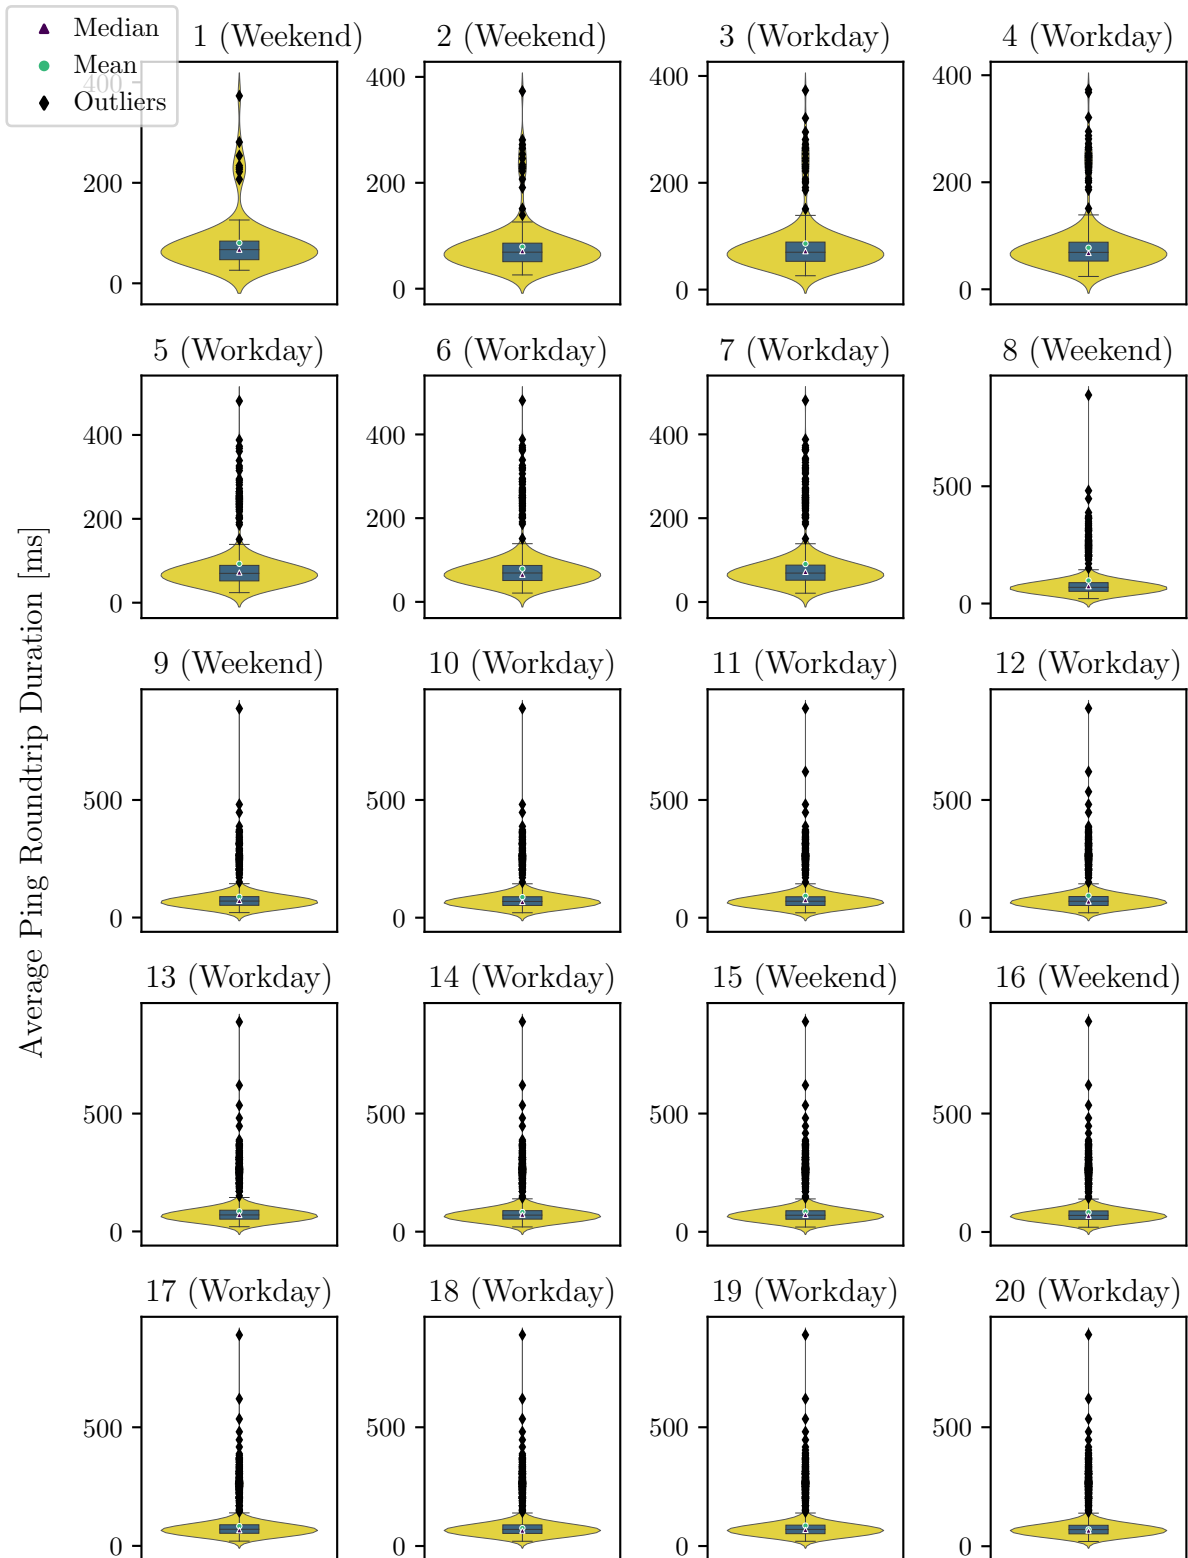 Median
Mean
Outliers
1 (Weekend)
2 (Weekend)
3 (Workday)
4 (Workday)
400
200
0
400
200
0
400
200
0
400
200
0
5 (Workday)
6 (Workday)
7 (Workday)
8 (Weekend)
400
200
0
400
200
0
400
200
0
500
0
Average Ping Roundtrip Duration [ms]
9 (Weekend)
10 (Workday)
11 (Workday)
12 (Workday)
500
0
500
0
500
0
500
0
13 (Workday)
14 (Workday)
15 (Weekend)
16 (Weekend)
500
0
500
0
500
0
500
0
17 (Workday)
18 (Workday)
19 (Workday)
20 (Workday)
500
0
500
0
500
0
500
0